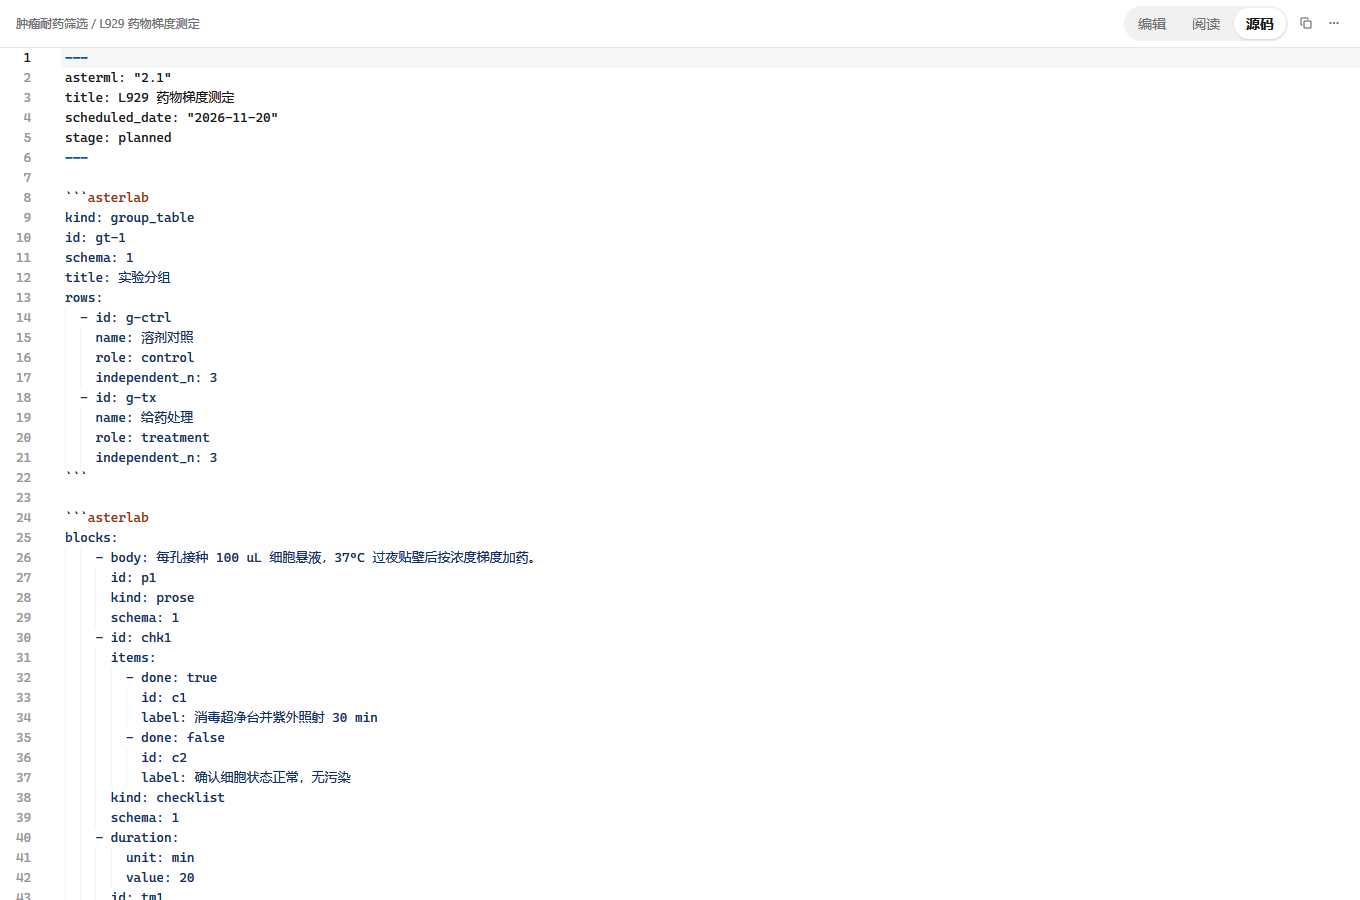 肿瘤耐药筛选 / L929 药物梯度测定
编辑 阅读 源码 ···
1 ---
2 asterml: "2.1"
3 title: L929 药物梯度测定
4 scheduled_date: "2026-11-20"
5 stage: planned
6 ---
7
8 ```asterlab
9 kind: group_table
10 id: gt-1
11 schema: 1
12 title: 实验分组
13 rows:
14   - id: g-ctrl
15     name: 溶剂对照
16     role: control
17     independent_n: 3
18   - id: g-tx
19     name: 给药处理
20     role: treatment
21     independent_n: 3
22 ```
23
24 ```asterlab
25 blocks:
26     - body: 每孔接种 100 uL 细胞悬液，37°C 过夜贴壁后按浓度梯度加药。
27       id: p1
28       kind: prose
29       schema: 1
30     - id: chk1
31       items:
32         - done: true
33           id: c1
34           label: 消毒超净台并紫外照射 30 min
35         - done: false
36           id: c2
37           label: 确认细胞状态正常，无污染
38       kind: checklist
39       schema: 1
40     - duration:
41         unit: min
42         value: 20
43       id: tm1